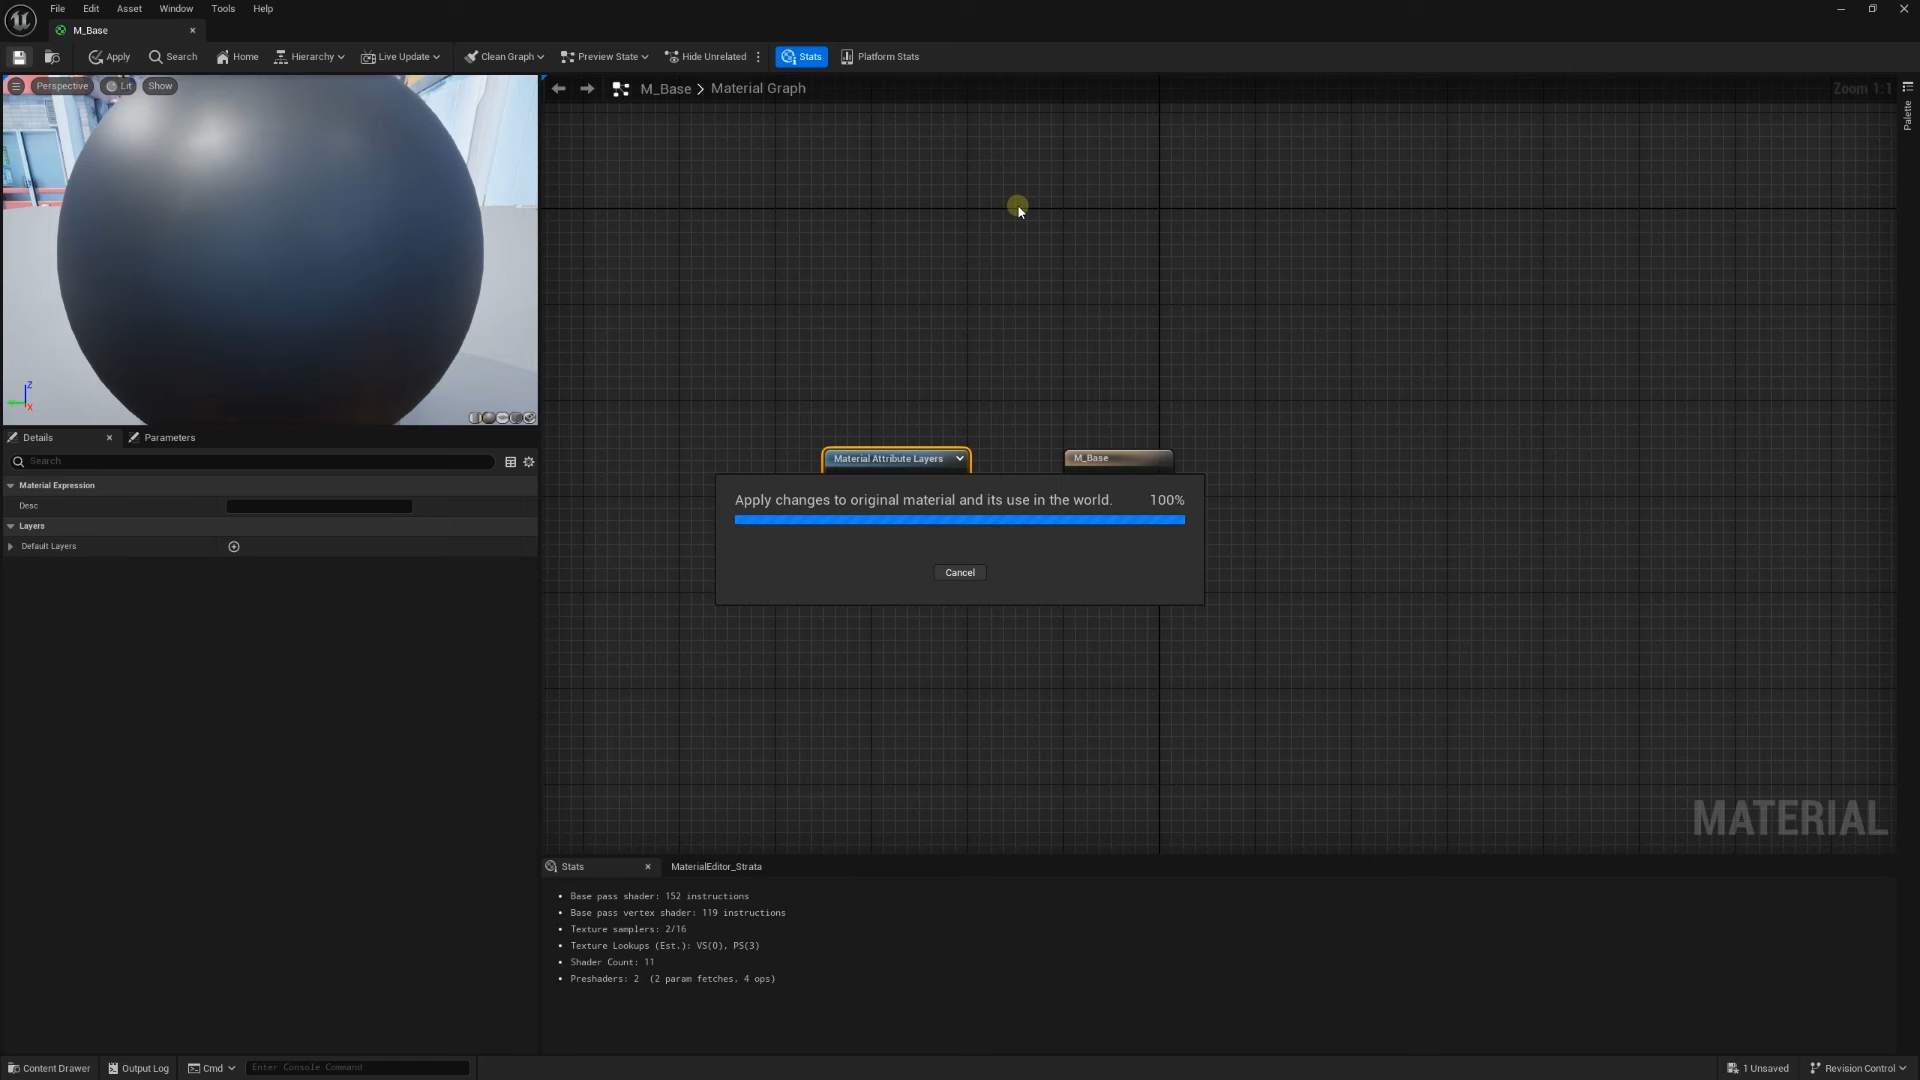 File Edit Asset Window Tools Help
M_Base
Apply Search Home Hierarchy Live Update Clean Graph Preview State Hide Unrelated Stats Platform Stats
Perspective Lit Show
M_Base > Material Graph
Zoom 1:1
Palette
Z
X
Details Parameters
Search
Material Expression
Desc
Layers
Default Layers
Material Attribute Layers
M_Base
Apply changes to original material and its use in the world. 100%
Cancel
MATERIAL
Stats MaterialEditor_Strata
• Base pass shader: 152 instructions
• Base pass vertex shader: 119 instructions
• Texture samplers: 2/16
• Texture Lookups (Est.): VS(0), PS(3)
• Shader Count: 11
• Preshaders: 2 (2 param fetches, 4 ops)
Content Drawer Output Log Cmd Enter Console Command 1 Unsaved Revision Control